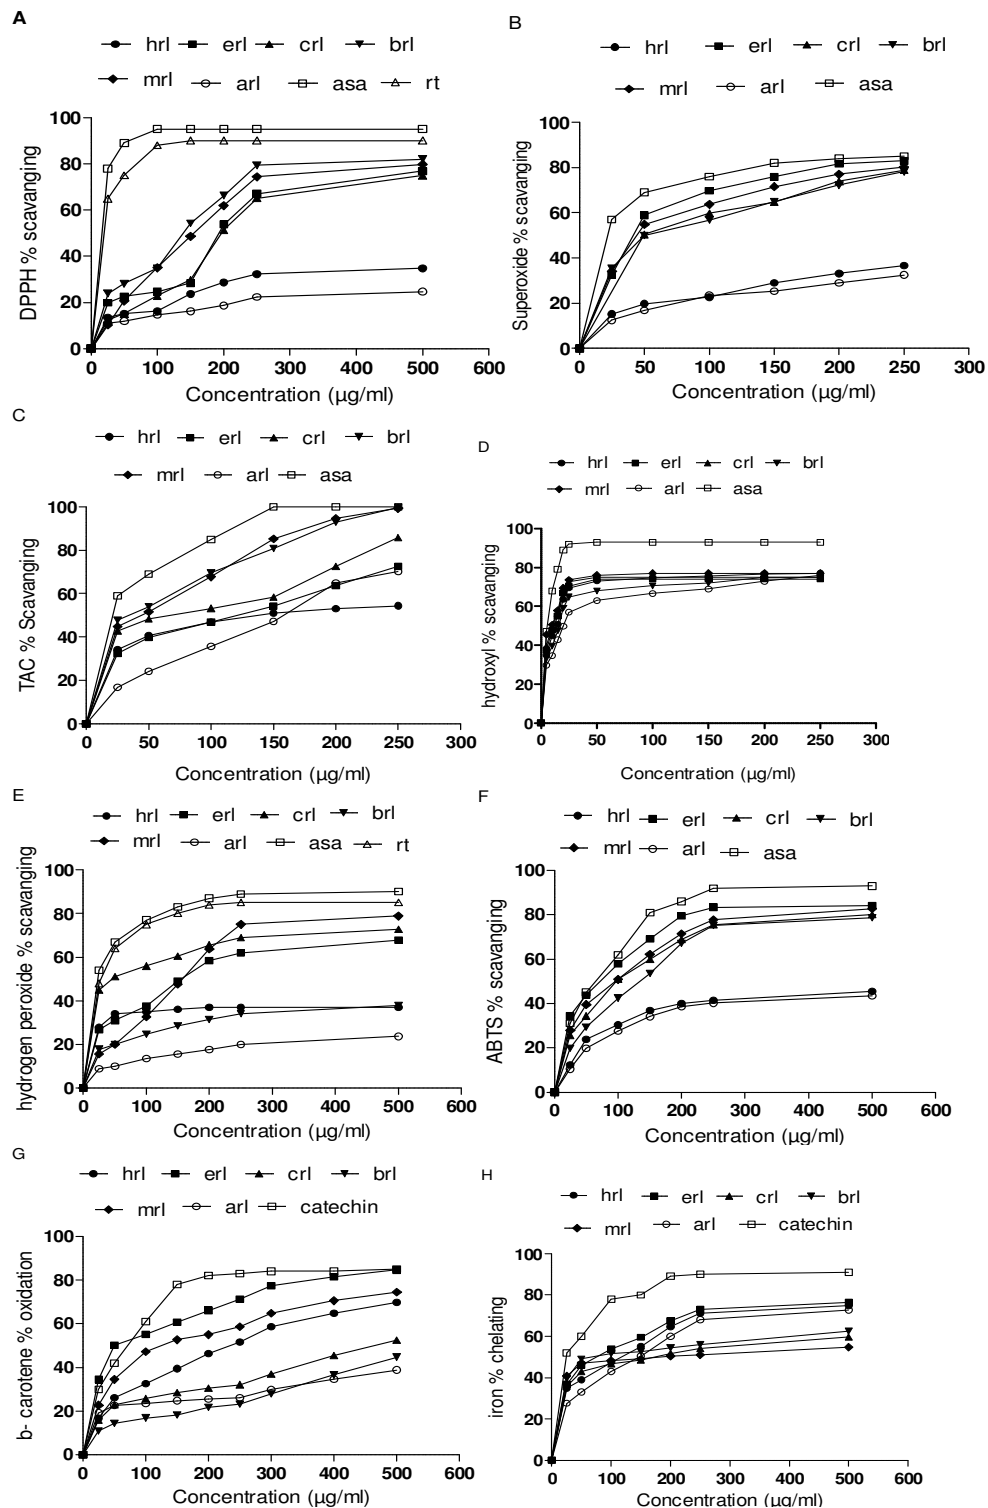 A
hrl erl crl brl
mrl arl asa rt
100
80
60
40
20
0
DPPH % scavanging
0 100 200 300 400 500 600
Concentration (µg/ml)
B
hrl erl crl brl
mrl arl asa
100
80
60
40
20
0
Superoxide % scavanging
0 50 100 150 200 250 300
Concentration (µg/ml)
C
hrl erl crl brl
mrl arl asa
100
80
60
40
20
0
TAC % Scavanging
0 50 100 150 200 250 300
Concentration (µg/ml)
D
hrl erl crl brl
mrl arl asa
100
80
60
40
20
0
hydroxyl % scavanging
0 50 100 150 200 250 300
Concentration (µg/ml)
E
hrl erl crl brl
mrl arl asa rt
100
80
60
40
20
0
hydrogen peroxide % scavanging
0 100 200 300 400 500 600
Concentration (µg/ml)
F
hrl erl crl brl
mrl arl asa
100
80
60
40
20
0
ABTS % scavanging
0 100 200 300 400 500 600
Concentration (µg/ml)
G
hrl erl crl brl
mrl arl catechin
100
80
60
40
20
0
b- carotene % oxidation
0 100 200 300 400 500 600
Concentration (µg/ml)
H
hrl erl crl brl
mrl arl catechin
100
80
60
40
20
0
iron % chelating
0 100 200 300 400 500 600
Concentration (µg/ml)